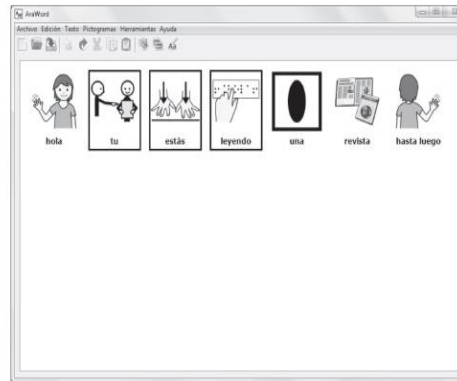 AraWord
Archivo Edición Texto Pictogramas Herramientas Ayuda
hola tu estás leyendo una revista hasta luego